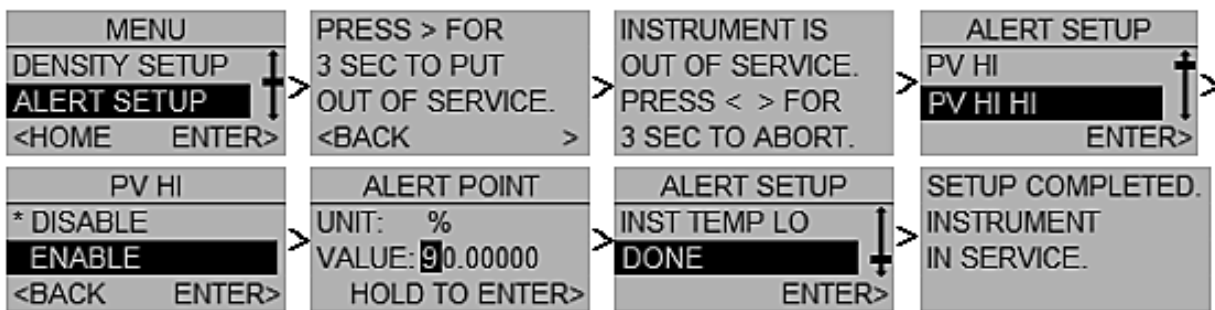 MENU
DENSITY SETUP
ALERT SETUP
<HOME ENTER>
>
PRESS > FOR
3 SEC TO PUT
OUT OF SERVICE.
<BACK >
>
INSTRUMENT IS
OUT OF SERVICE.
PRESS < > FOR
3 SEC TO ABORT.
>
ALERT SETUP
PV HI
PV HI HI
ENTER>
>
PV HI
* DISABLE
ENABLE
<BACK ENTER>
>
ALERT POINT
UNIT: %
VALUE: 90.00000
HOLD TO ENTER>
>
ALERT SETUP
INST TEMP LO
DONE
ENTER>
>
SETUP COMPLETED.
INSTRUMENT
IN SERVICE.